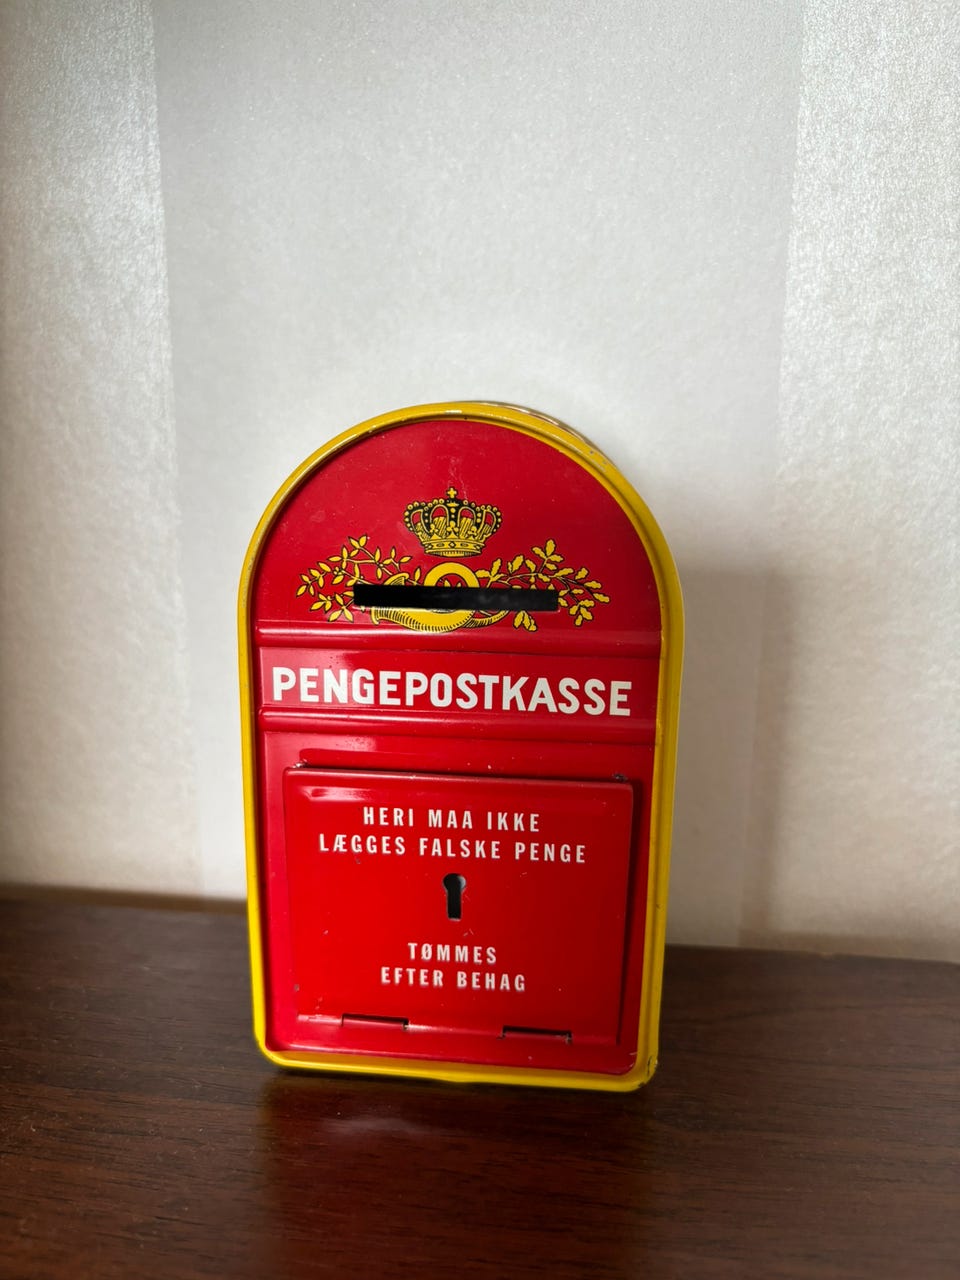 PENGEPOSTKASSE
HERI MAA IKKE
LÆGGES FALSKE PENGE
TØMMES
EFTER BEHAG